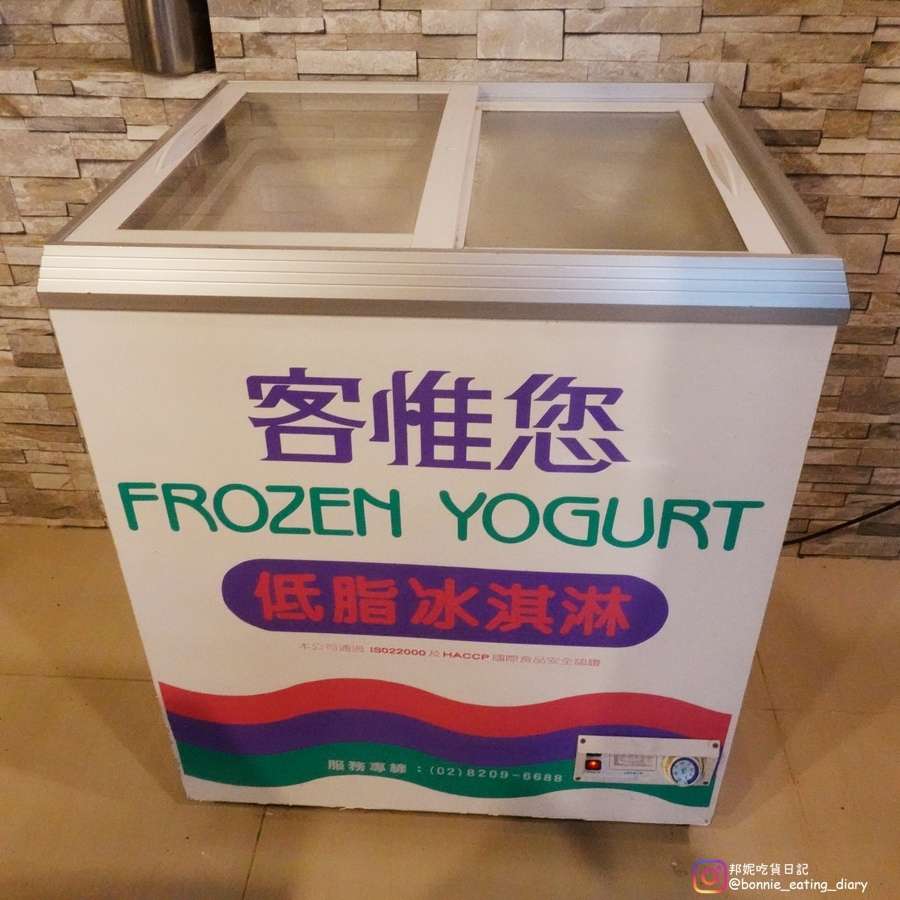 客惟您
FROZEN YOGURT
低脂冰淇淋
本公司通過 ISO22000 及 HACCP 國際食品安全認證
服務專線：(02)8209-6688
邦妮吃貨日記
@bonnie_eating_diary